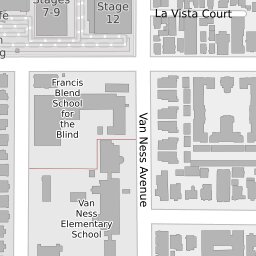 Stages
7-9
Stage
12
La Vista Court
Francis
Blend
School
for
the
Blind
Van Ness Avenue
Van
Ness
Elementary
School